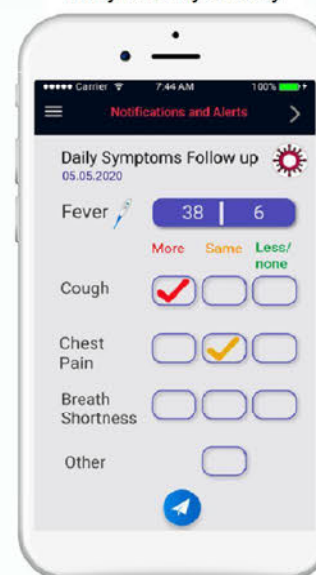 Carrier 7:44 AM 100%
Notifications and Alerts
Daily Symptoms Follow up
05.05.2020
Fever 38 6
More Same Less/
none
Cough
Chest
Pain
Breath
Shortness
Other